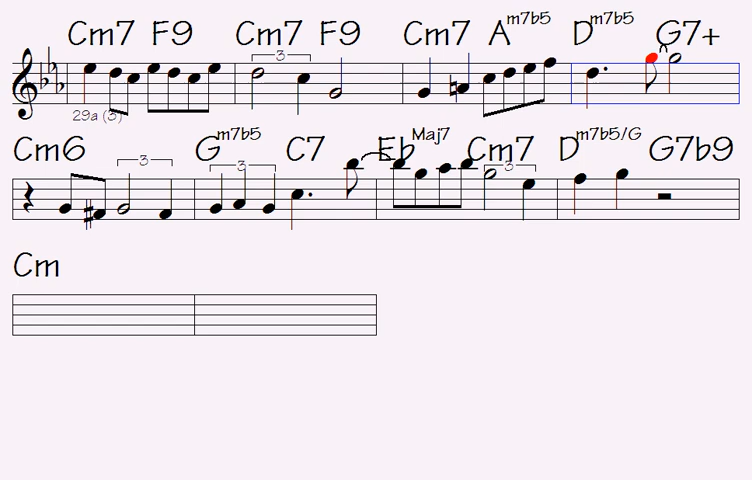 Cm7 F9 Cm7 F9 Cm7 Am7b5 Dm7b5 G7+
3
29a (3)
Cm6 Gm7b5 C7 EbMaj7 Cm7 Dm7b5/G G7b9
3 3 3
Cm